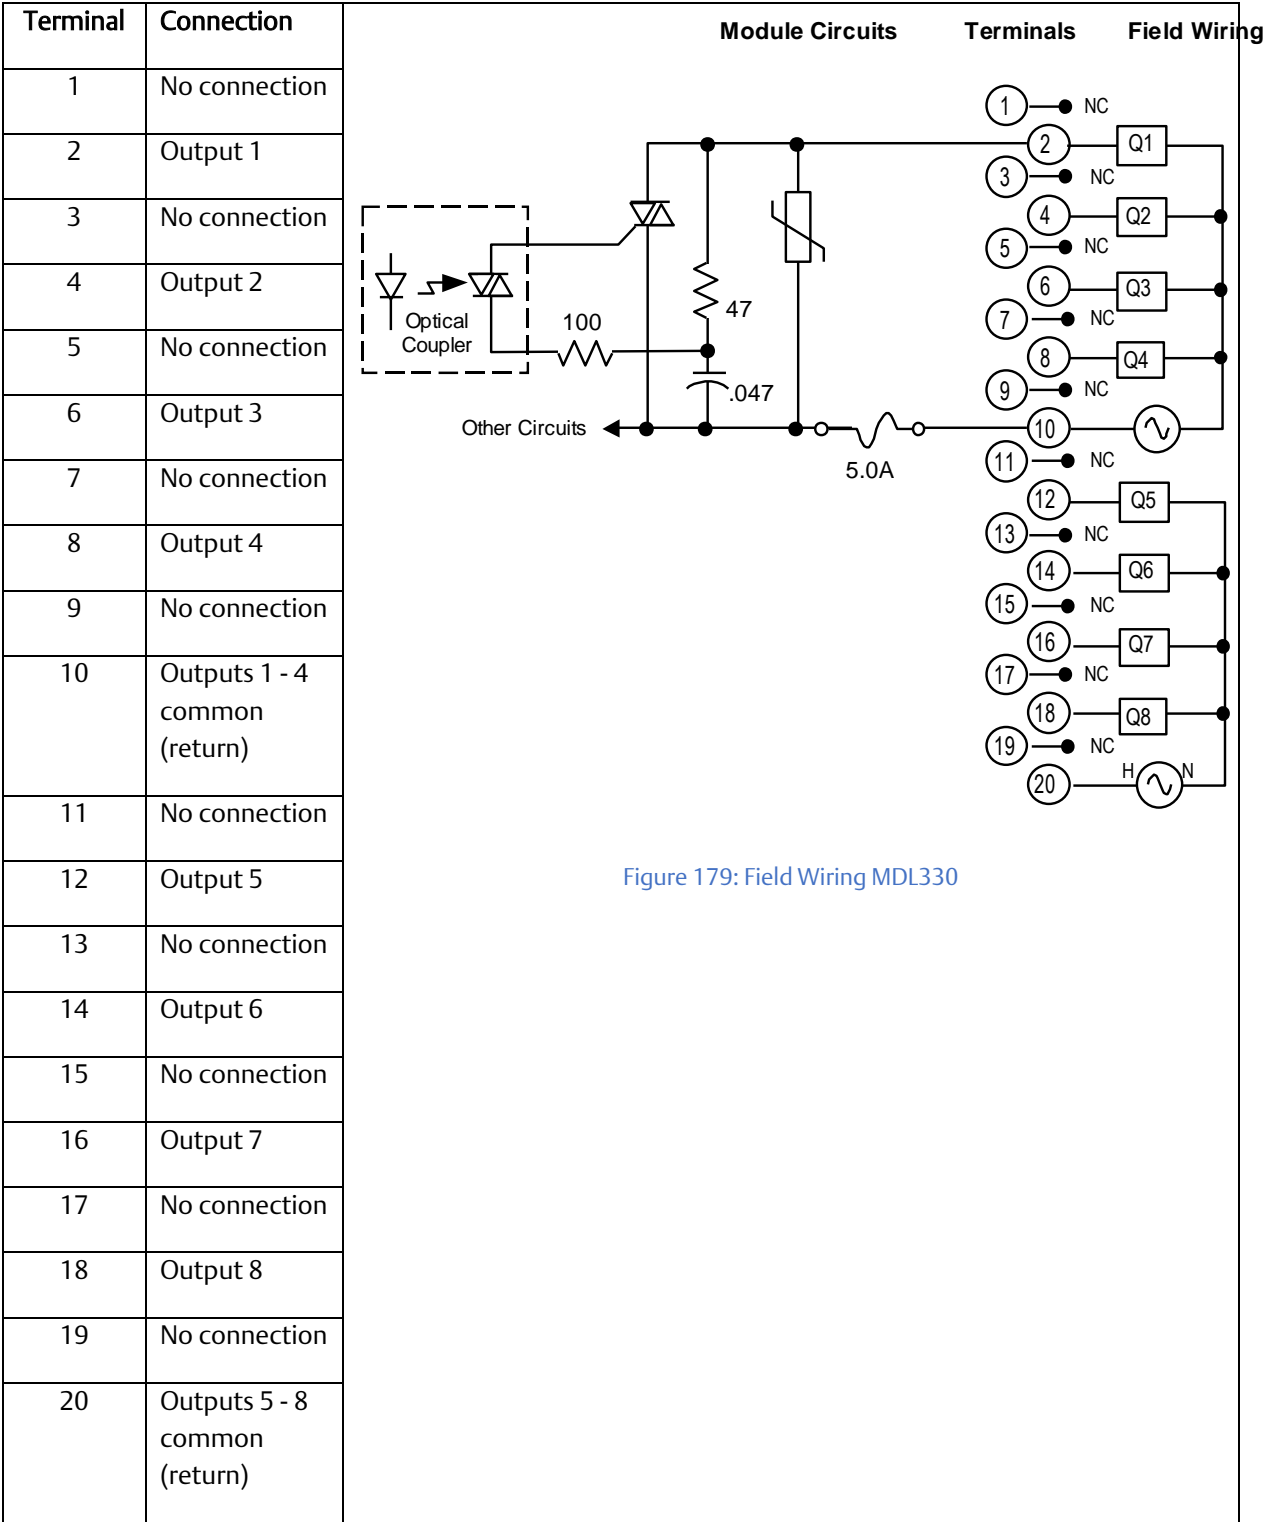 Terminal Connection
1 No connection
2 Output 1
3 No connection
4 Output 2
5 No connection
6 Output 3
7 No connection
8 Output 4
9 No connection
10 Outputs 1 - 4
common
(return)
11 No connection
12 Output 5
13 No connection
14 Output 6
15 No connection
16 Output 7
17 No connection
18 Output 8
19 No connection
20 Outputs 5 - 8
common
(return)
Module Circuits Terminals Field Wiring
1 NC
2 Q1
3 NC
4 Q2
5 NC
6 Q3
7 NC
8 Q4
9 NC
10
11 NC
12 Q5
13 NC
14 Q6
15 NC
16 Q7
17 NC
18 Q8
19 NC
20 H N
Optical
Coupler
100
47
.047
Other Circuits
5.0A
Figure 179: Field Wiring MDL330